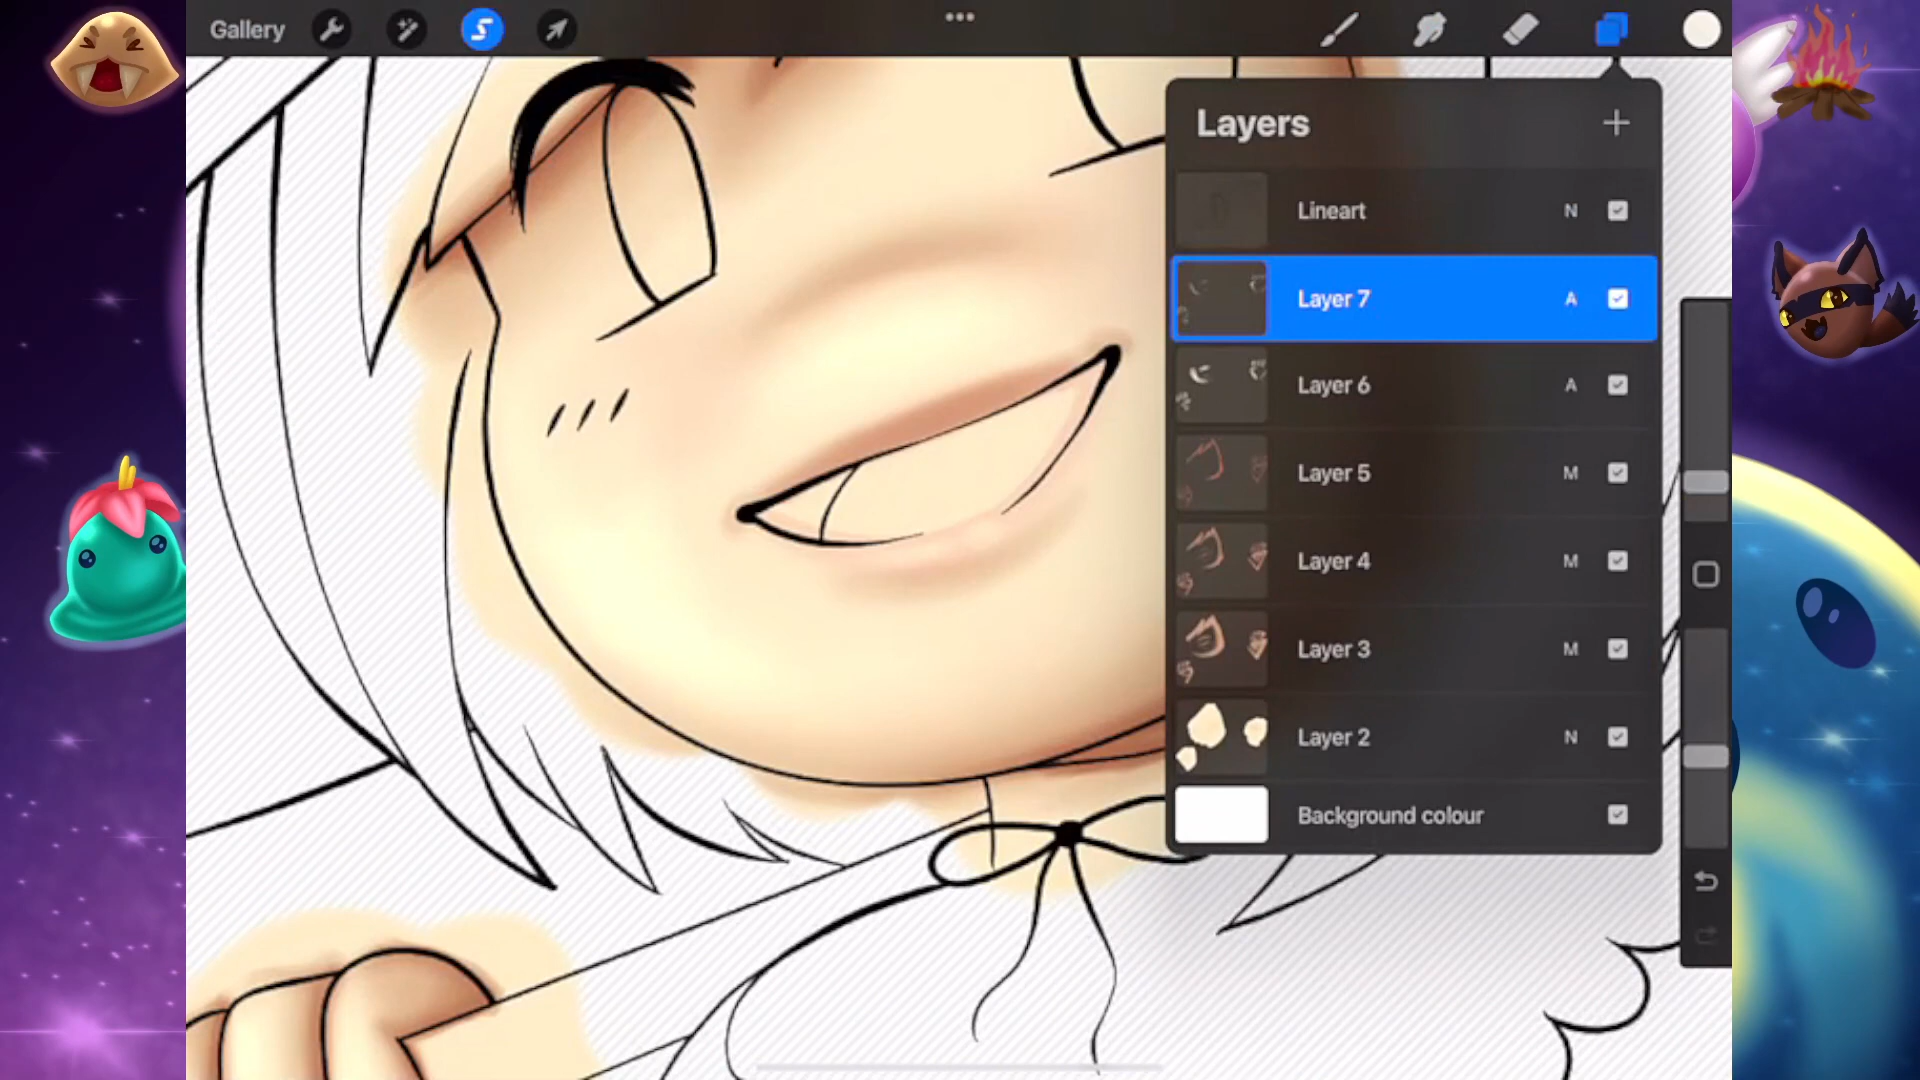 Gallery
Layers
Lineart N
Layer 7 A
Layer 6 A
Layer 5 M
Layer 4 M
Layer 3 M
Layer 2 N
Background colour